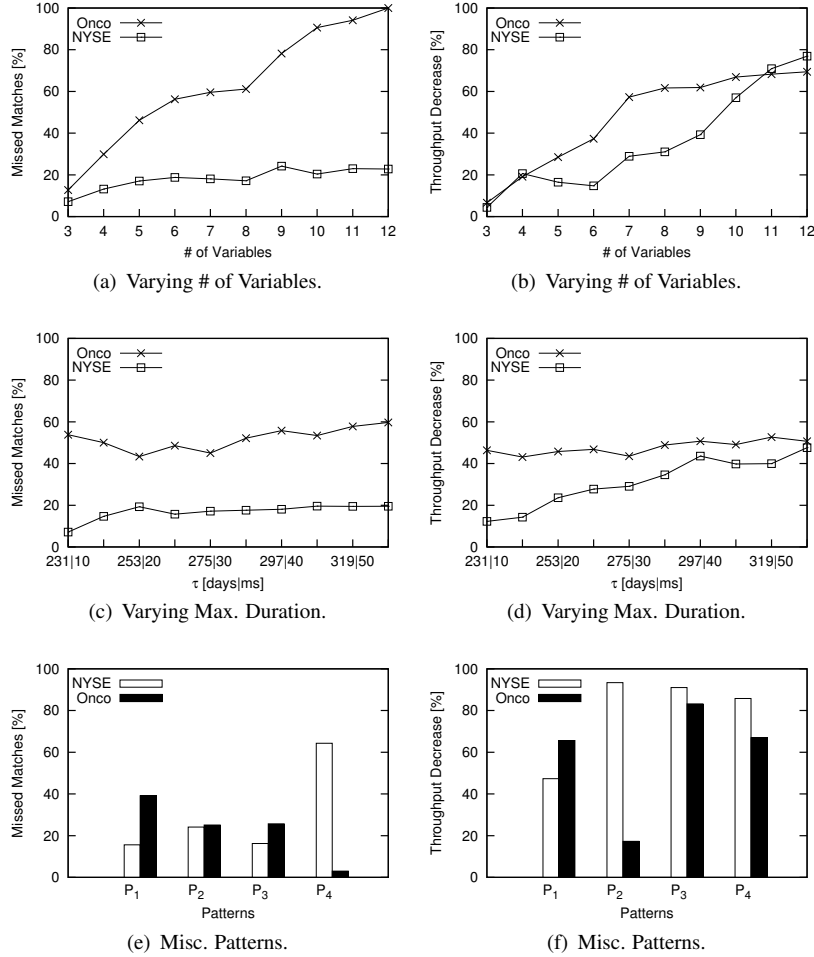 Missed Matches [%]
100
80
60
40
20
0
Onco
NYSE
3 4 5 6 7 8 9 10 11 12
# of Variables
(a) Varying # of Variables.
Throughput Decrease [%]
100
80
60
40
20
0
Onco
NYSE
3 4 5 6 7 8 9 10 11 12
# of Variables
(b) Varying # of Variables.
Missed Matches [%]
100
80
60
40
20
0
Onco
NYSE
231|10 253|20 275|30 297|40 319|50
τ [days|ms]
(c) Varying Max. Duration.
Throughput Decrease [%]
100
80
60
40
20
0
Onco
NYSE
231|10 253|20 275|30 297|40 319|50
τ [days|ms]
(d) Varying Max. Duration.
Missed Matches [%]
100
80
60
40
20
0
NYSE
Onco
P1 P2 P3 P4
Patterns
(e) Misc. Patterns.
Throughput Decrease [%]
100
80
60
40
20
0
NYSE
Onco
P1 P2 P3 P4
Patterns
(f) Misc. Patterns.